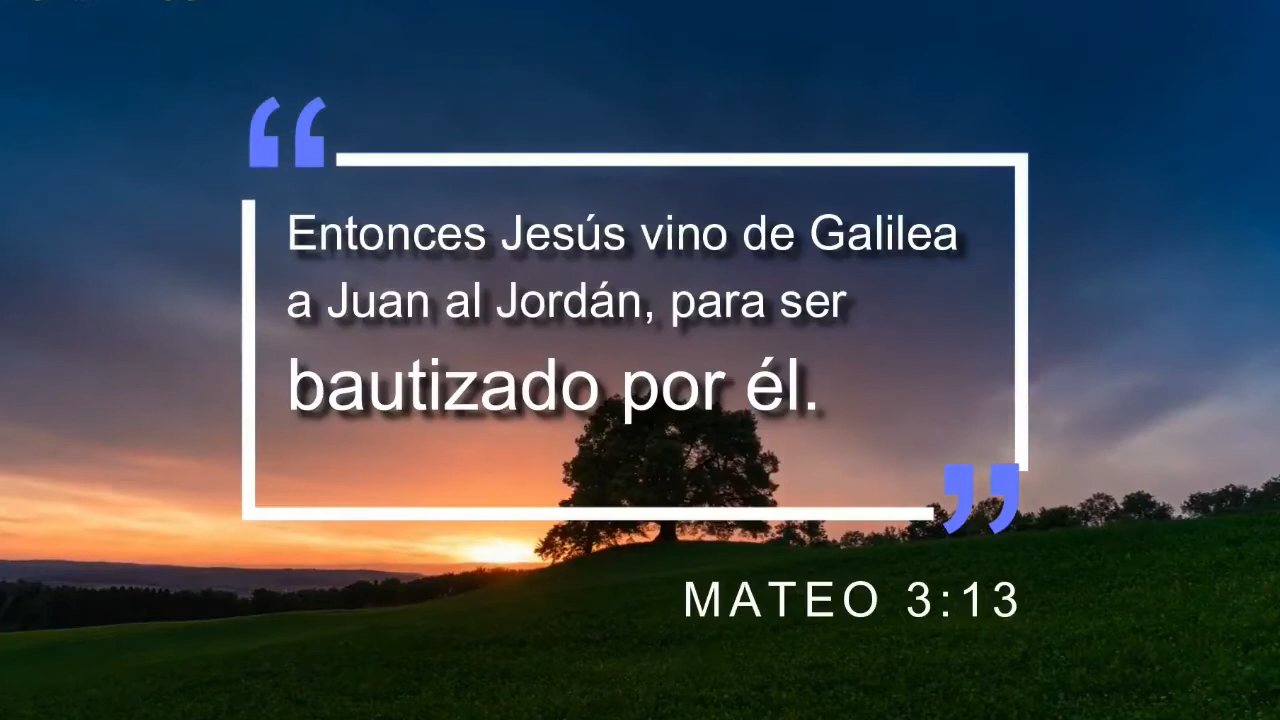 “
Entonces Jesús vino de Galilea
a Juan al Jordán, para ser
bautizado por él.
”
MATEO 3:13